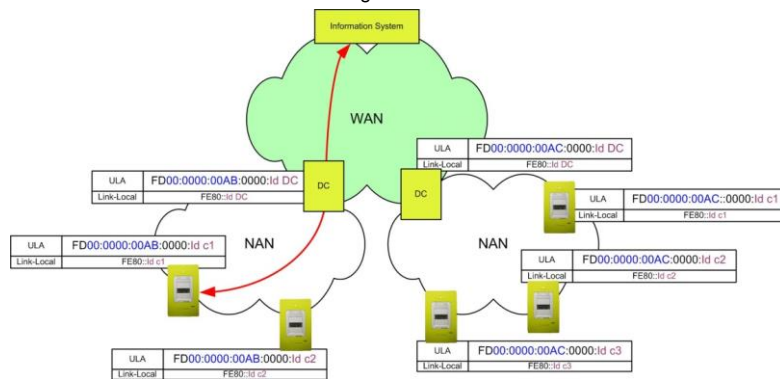 Information System
WAN
ULA FD00:0000:00AC:0000:Id DC
Link-Local FE80::Id DC
ULA FD00:0000:00AB:0000:Id DC
Link-Local FE80::Id DC
DC
DC
ULA FD00:0000:00AC::0000:Id c1
Link-Local FE80::Id c1
ULA FD00:0000:00AB:0000:Id c1
Link-Local FE80::Id c1
NAN
NAN
ULA FD00:0000:00AC:0000:Id c2
Link-Local FE80::Id c2
ULA FD00:0000:00AB:0000:Id c2
Link-Local FE80::Id c2
ULA FD00:0000:00AC:0000:Id c3
Link-Local FE80::Id c3